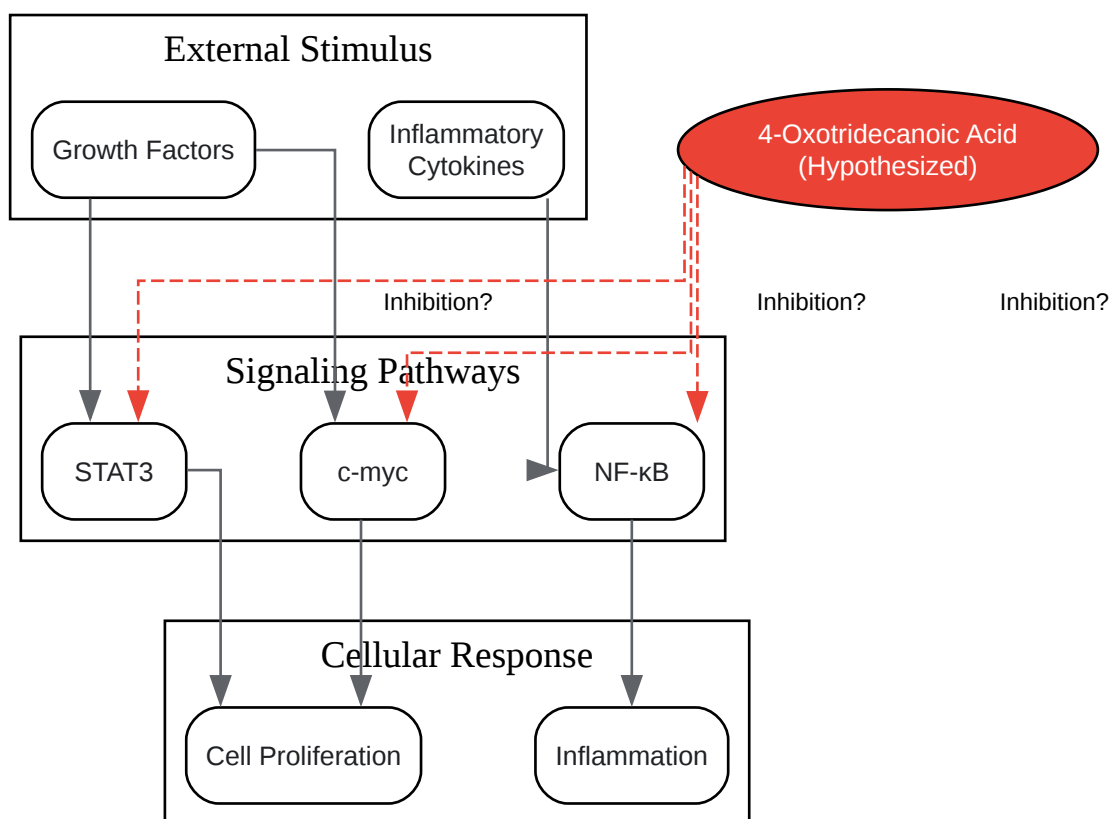 External Stimulus
Growth Factors
Inflammatory
Cytokines
4-Oxotridecanoic Acid
(Hypothesized)
Inhibition?
Inhibition?
Inhibition?
Signaling Pathways
STAT3
c-myc
NF-κB
Cellular Response
Cell Proliferation
Inflammation